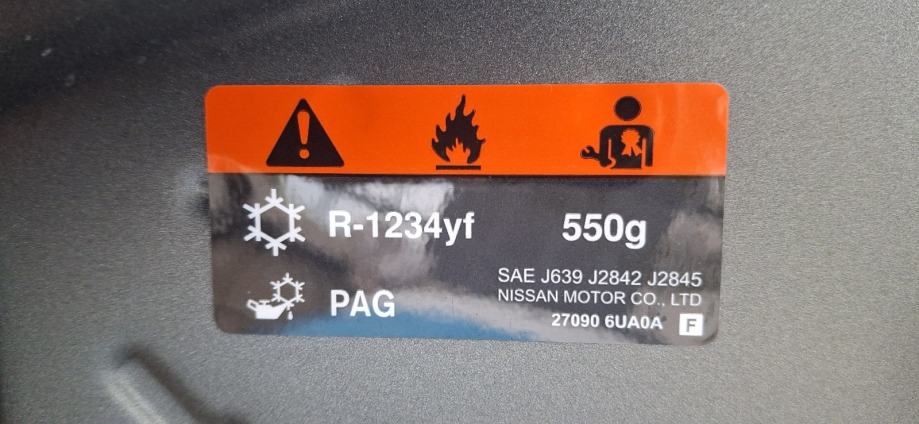 R-1234yf 550g
SAE J639 J2842 J2845
NISSAN MOTOR CO., LTD
PAG
27090 6UA0A F